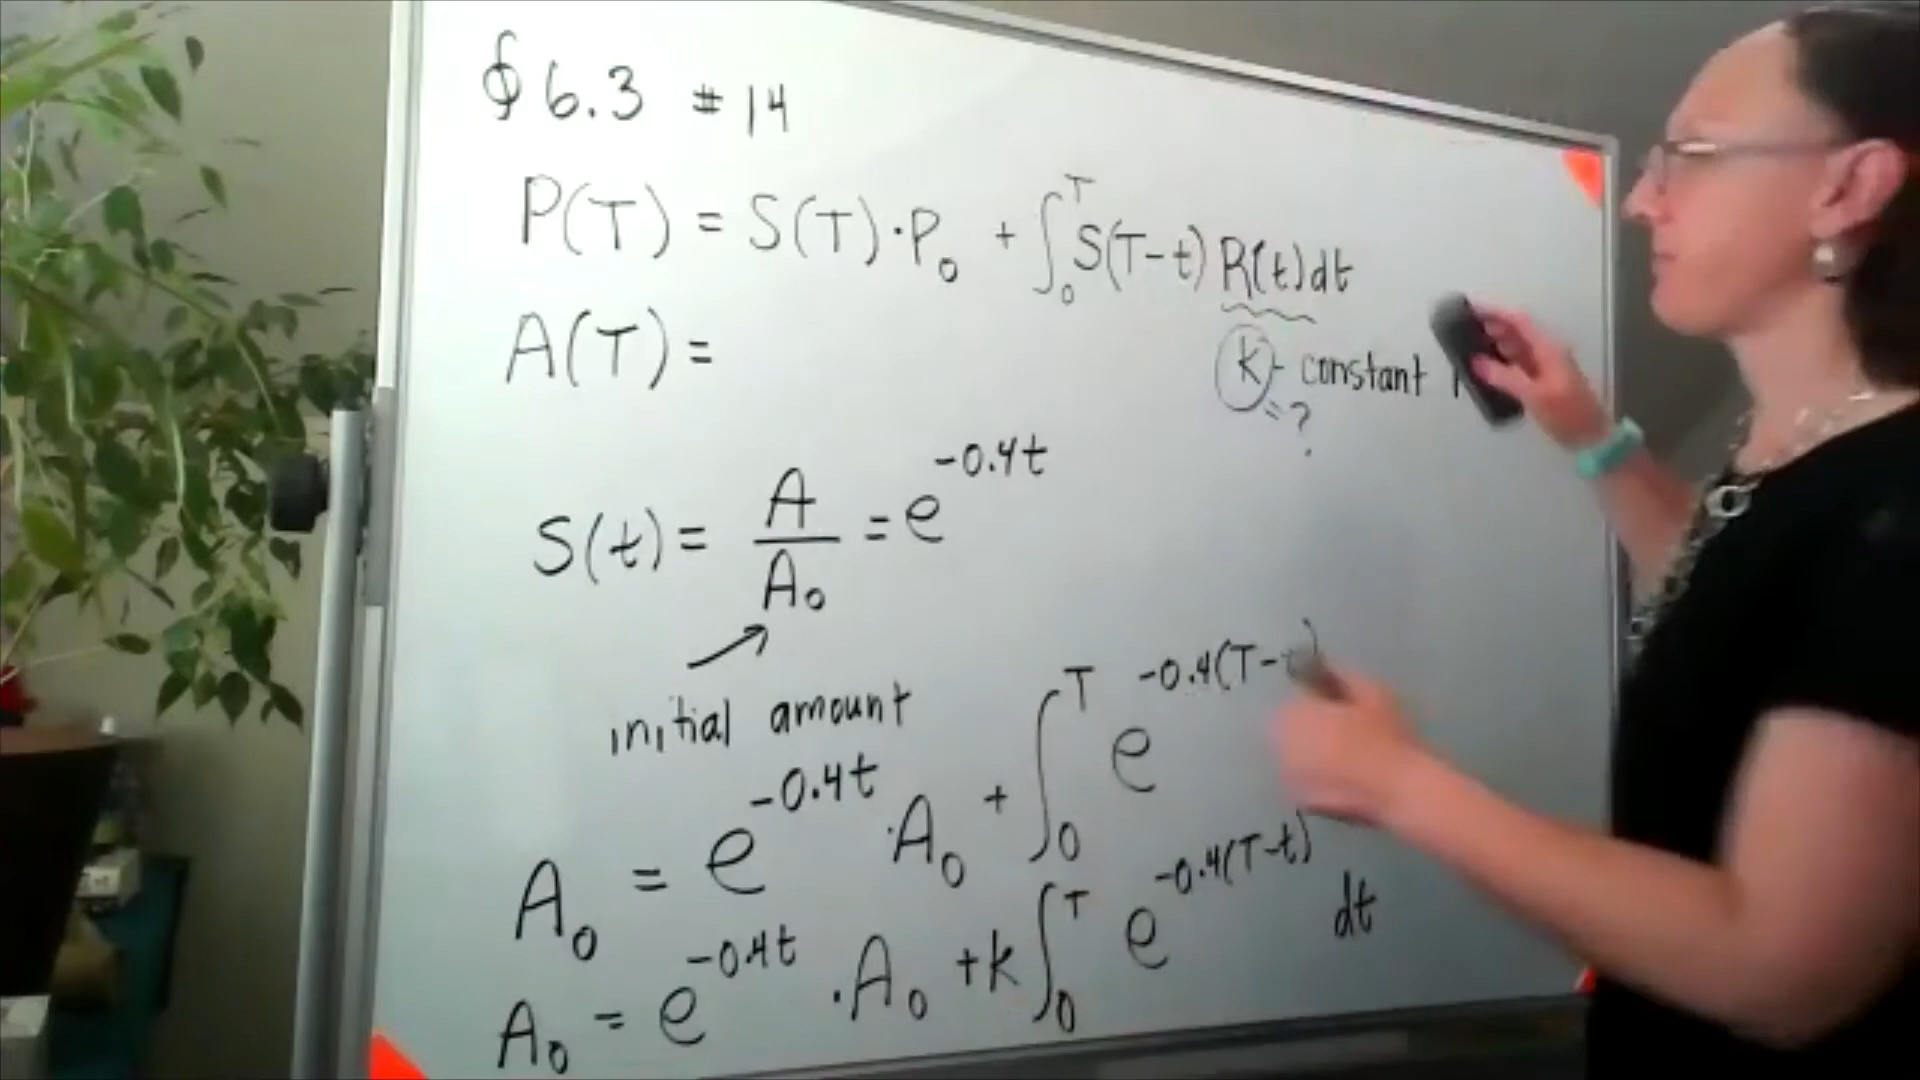 § 6.3 # 14
P(T) = S(T)·P₀ + ∫₀ᵀ S(T-t) R(t) dt
A(T) =
k - constant
= ?
S(t) = A/A₀ = e^(-0.4t)
initial amount
A₀ = e^(-0.4t) · A₀ + ∫₀ᵀ e^(-0.4(T-t)
A₀ = e^(-0.4t) · A₀ + k ∫₀ᵀ e^(-0.4(T-t)) dt